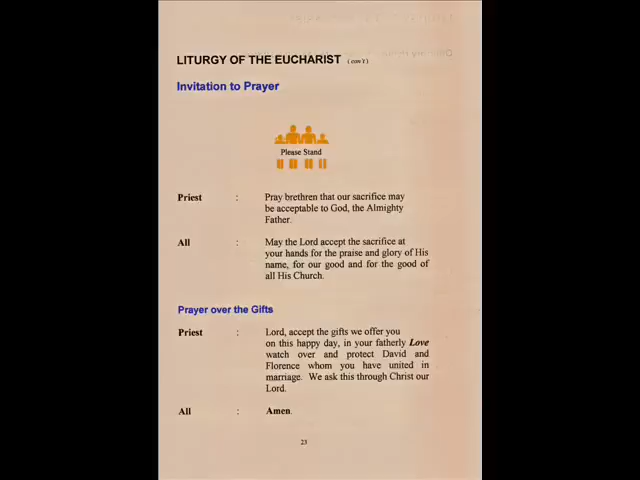 LITURGY OF THE EUCHARIST (con't)
Invitation to Prayer
Please Stand
Priest : Pray brethren that our sacrifice may
be acceptable to God, the Almighty
Father.
All : May the Lord accept the sacrifice at
your hands for the praise and glory of His
name, for our good and for the good of
all His Church.
Prayer over the Gifts
Priest : Lord, accept the gifts we offer you
on this happy day, in your fatherly Love
watch over and protect David and
Florence whom you have united in
marriage. We ask this through Christ our
Lord.
All : Amen.
23